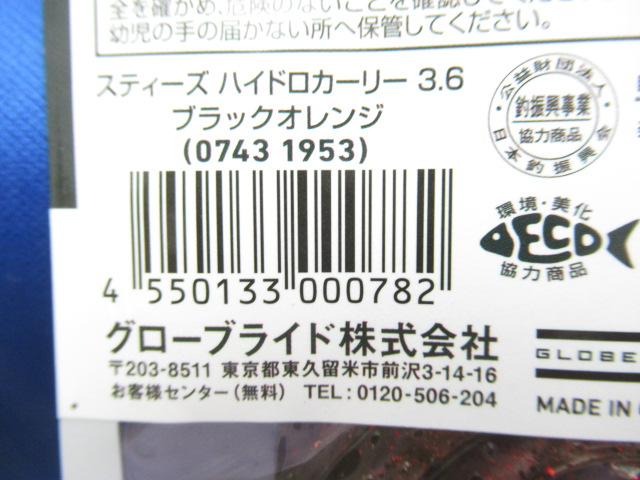 全を確かめ、危険のないことを確認してくださ
幼児の手の届かない所へ保管してください。
スティーズ ハイドロカーリー 3.6
ブラックオレンジ
(0743 1953)
4 550133 000782
公益財団法人・
釣振興事業
協力商品
日本釣振興会
環境・美化
ECO
協力商品
グローブライド株式会社
〒203-8511 東京都東久留米市前沢3-14-16
お客様センター(無料) TEL:0120-506-204
GLOBE
MADE IN